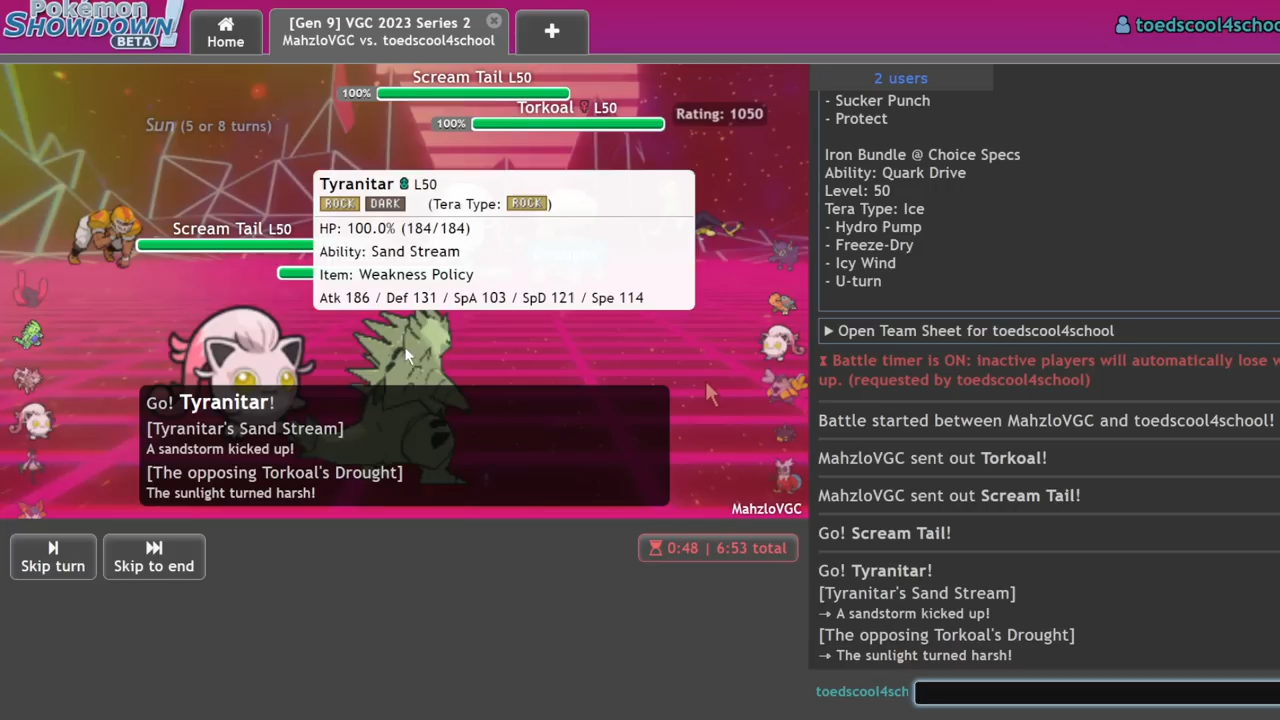 Pokémon
SHOWDOWN!
BETA
Home
[Gen 9] VGC 2023 Series 2
MahzloVGC vs. toedscool4school
toedscool4schoo
Scream Tail L50
100%
Torkoal L50
100%
Rating: 1050
Sun (5 or 8 turns)
Scream Tail L50
Tyranitar L50
ROCK DARK (Tera Type: ROCK)
HP: 100.0% (184/184)
Ability: Sand Stream
Item: Weakness Policy
Atk 186 / Def 131 / SpA 103 / SpD 121 / Spe 114
Go! Tyranitar!
[Tyranitar's Sand Stream]
A sandstorm kicked up!
[The opposing Torkoal's Drought]
The sunlight turned harsh!
MahzloVGC
Skip turn
Skip to end
0:48 | 6:53 total
2 users
- Sucker Punch
- Protect
Iron Bundle @ Choice Specs
Ability: Quark Drive
Level: 50
Tera Type: Ice
- Hydro Pump
- Freeze-Dry
- Icy Wind
- U-turn
Open Team Sheet for toedscool4school
Battle timer is ON: inactive players will automatically lose w
up. (requested by toedscool4school)
Battle started between MahzloVGC and toedscool4school!
MahzloVGC sent out Torkoal!
MahzloVGC sent out Scream Tail!
Go! Scream Tail!
Go! Tyranitar!
[Tyranitar's Sand Stream]
→ A sandstorm kicked up!
[The opposing Torkoal's Drought]
→ The sunlight turned harsh!
toedscool4sch